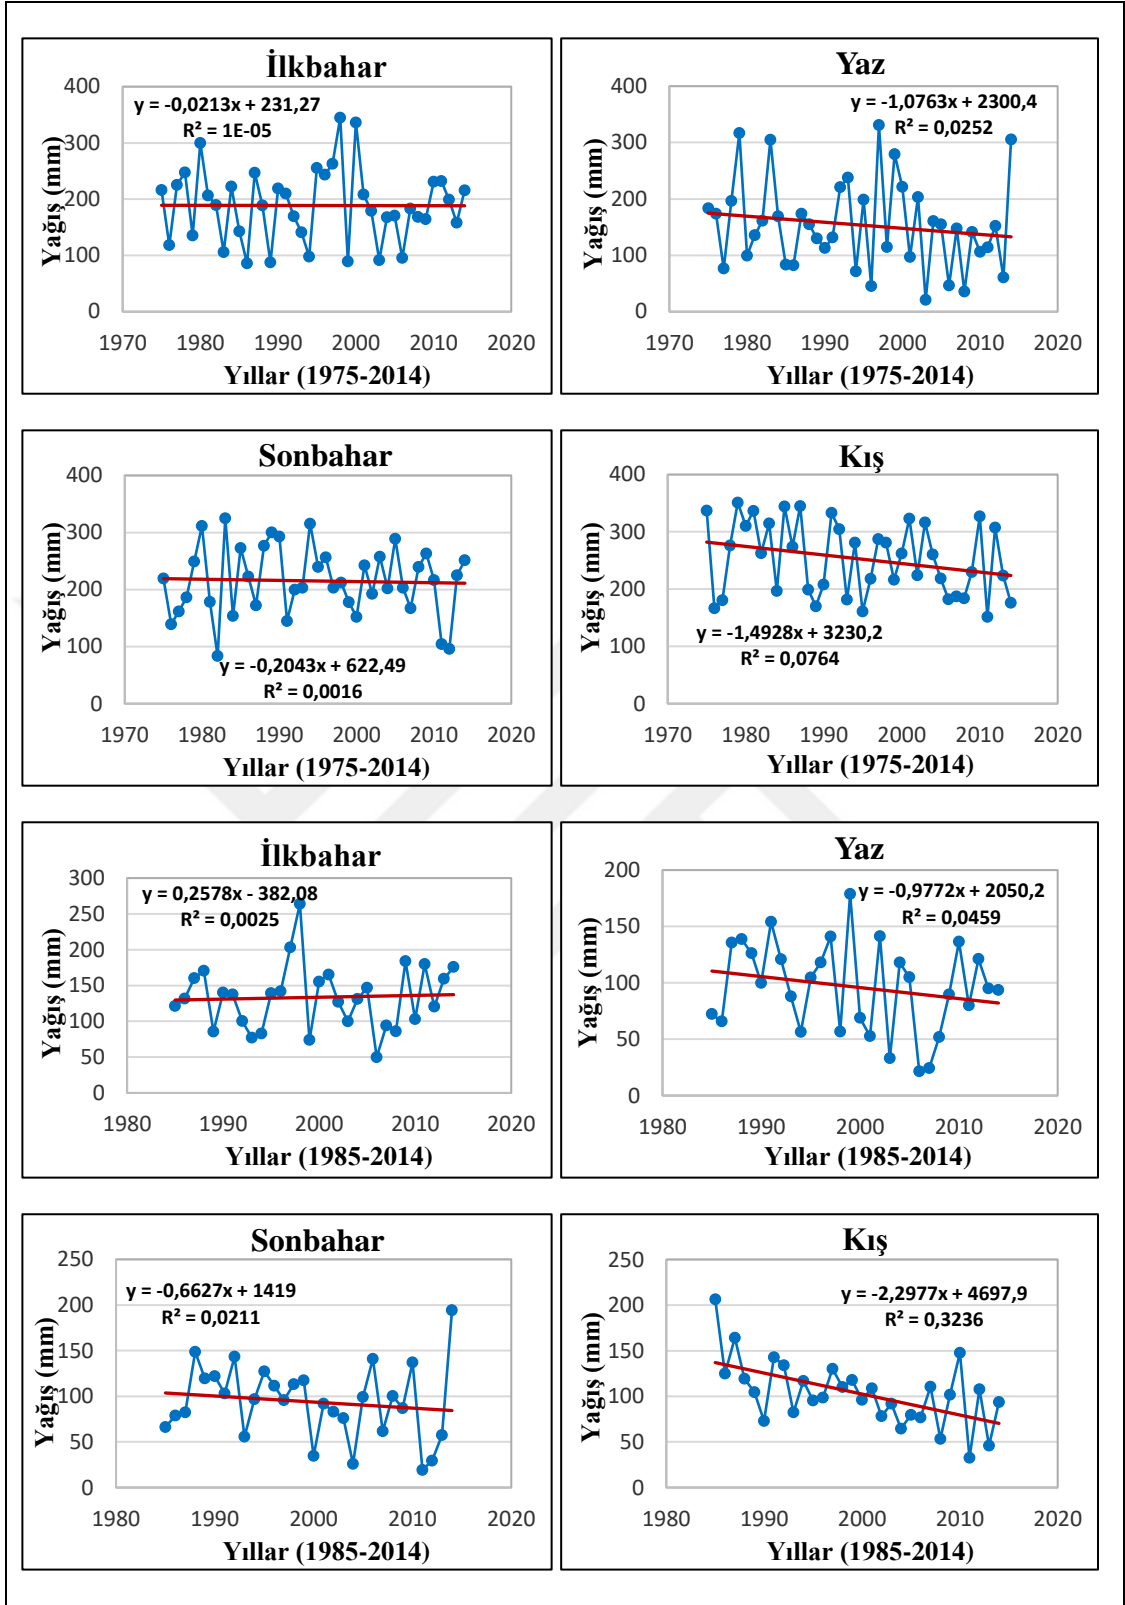 İlkbahar
y = -0,0213x + 231,27
R² = 1E-05
Yağış (mm)
400
300
200
100
0
1970 1980 1990 2000 2010 2020
Yıllar (1975-2014)
Yaz
y = -1,0763x + 2300,4
R² = 0,0252
Yağış (mm)
400
300
200
100
0
1970 1980 1990 2000 2010 2020
Yıllar (1975-2014)
Sonbahar
Yağış (mm)
400
300
200
100
0
y = -0,2043x + 622,49
R² = 0,0016
1970 1980 1990 2000 2010 2020
Yıllar (1975-2014)
Kış
Yağış (mm)
400
300
200
100
0
y = -1,4928x + 3230,2
R² = 0,0764
1970 1980 1990 2000 2010 2020
Yıllar (1975-2014)
İlkbahar
y = 0,2578x - 382,08
R² = 0,0025
Yağış (mm)
300
250
200
150
100
50
0
1980 1990 2000 2010 2020
Yıllar (1985-2014)
Yaz
y = -0,9772x + 2050,2
R² = 0,0459
Yağış (mm)
200
150
100
50
0
1980 1990 2000 2010 2020
Yıllar (1985-2014)
Sonbahar
y = -0,6627x + 1419
R² = 0,0211
Yağış (mm)
250
200
150
100
50
0
1980 1990 2000 2010 2020
Yıllar (1985-2014)
Kış
y = -2,2977x + 4697,9
R² = 0,3236
Yağış (mm)
250
200
150
100
50
0
1980 1990 2000 2010 2020
Yıllar (1985-2014)